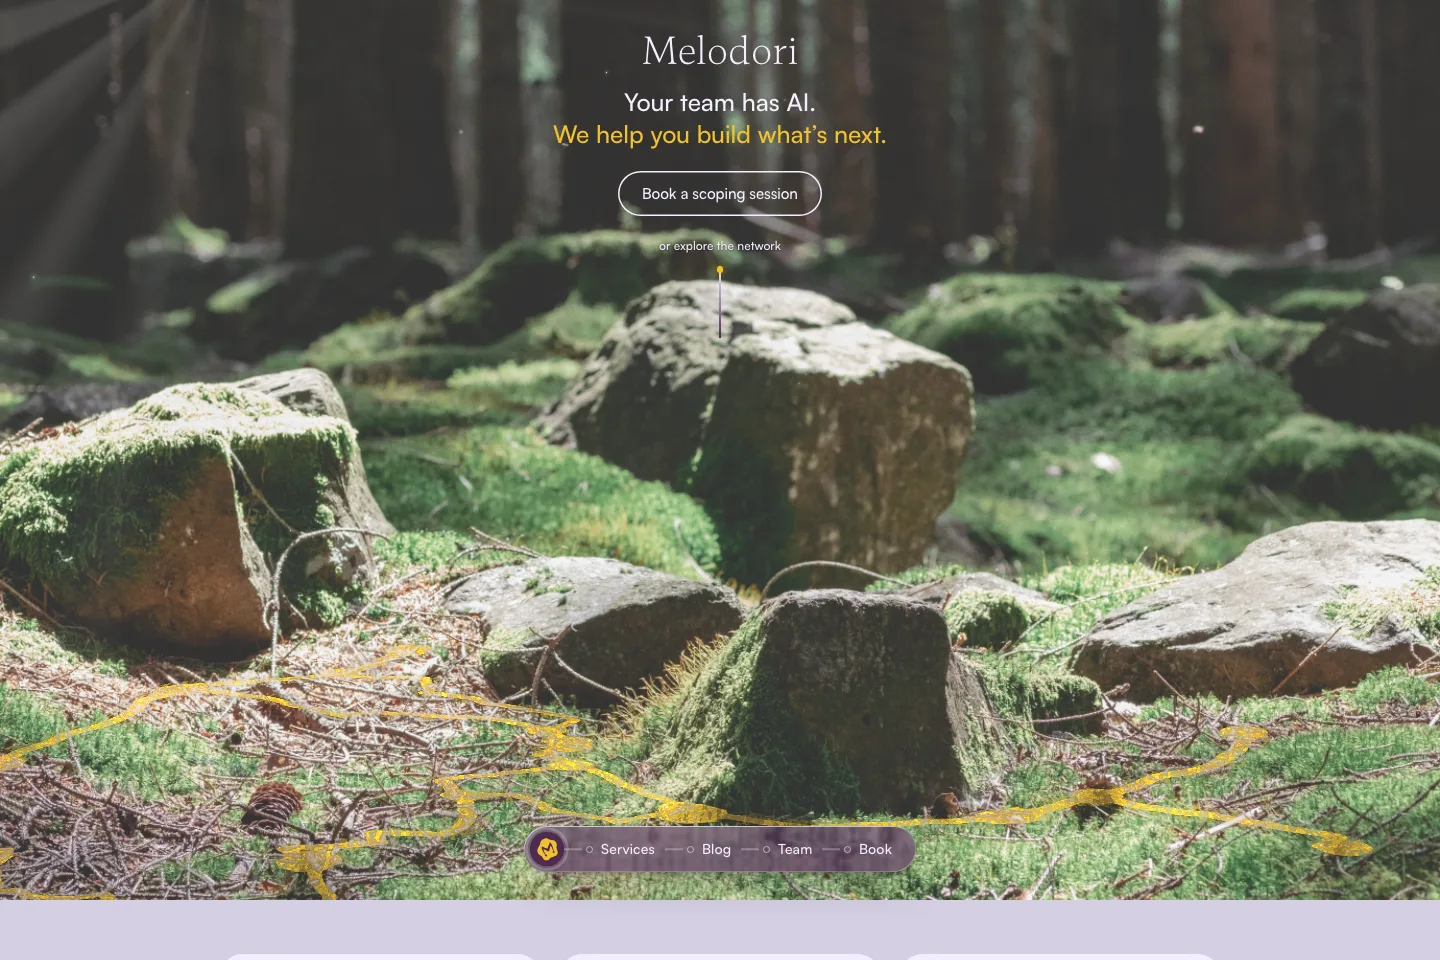 Melodori
Your team has AI.
We help you build what's next.
Book a scoping session
or explore the network
Services
Blog
Team
Book